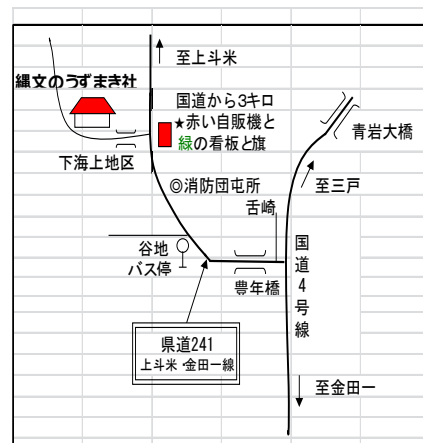 至上斗米
縄文のうずまき社
国道から3キロ
★赤い自販機と
緑の看板と旗
青岩大橋
下海上地区
◎消防団屯所
至三戸
舌崎
谷地
バス停
国道4号線
豊年橋
県道241
上斗米・金田一線
至金田一